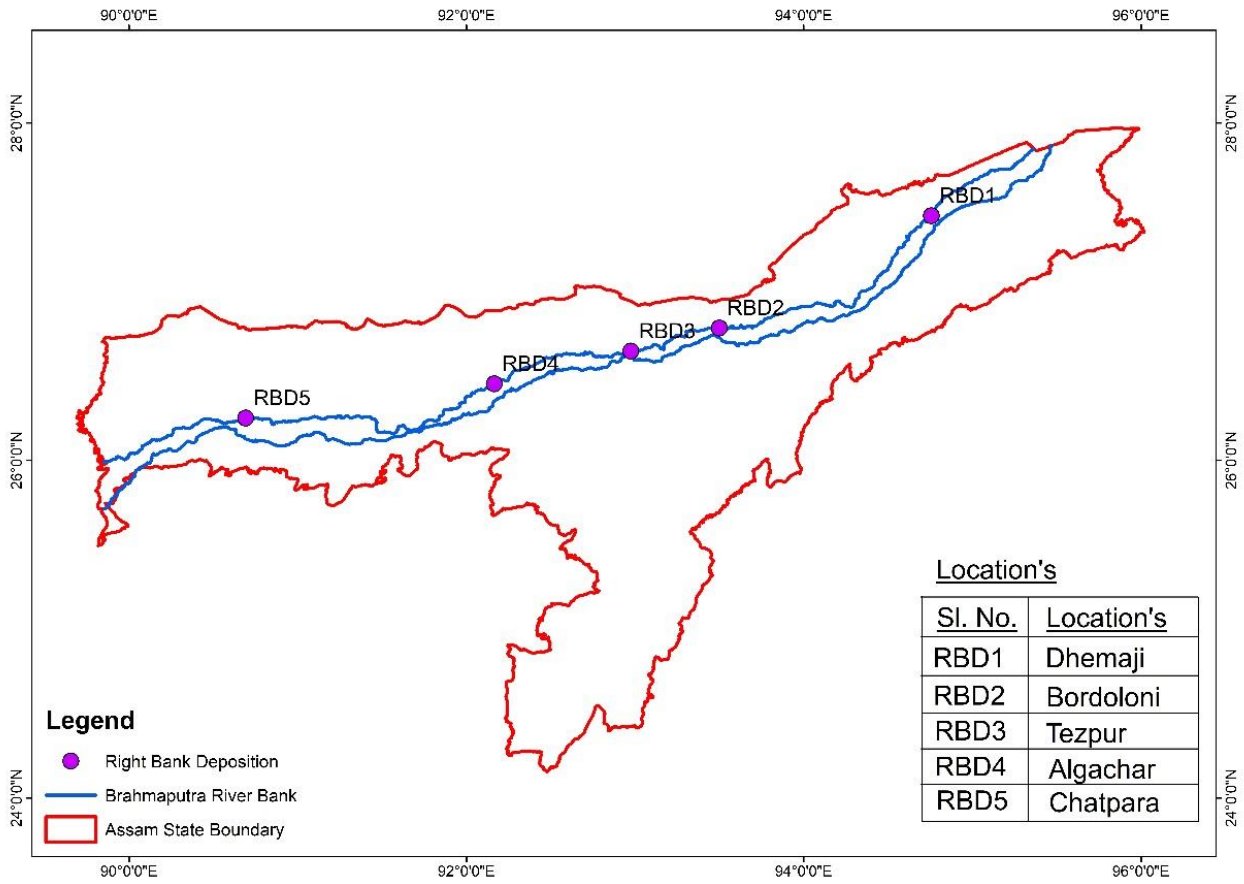 90°0'0"E 92°0'0"E 94°0'0"E 96°0'0"E
28°0'0"N 28°0'0"N
RBD1
RBD2
RBD3
RBD4
RBD5
26°0'0"N 26°0'0"N
Location's
Sl. No. Location's
RBD1 Dhemaji
RBD2 Bordoloni
RBD3 Tezpur
RBD4 Algachar
RBD5 Chatpara
Legend
Right Bank Deposition
Brahmaputra River Bank
Assam State Boundary
24°0'0"N 24°0'0"N
90°0'0"E 92°0'0"E 94°0'0"E 96°0'0"E